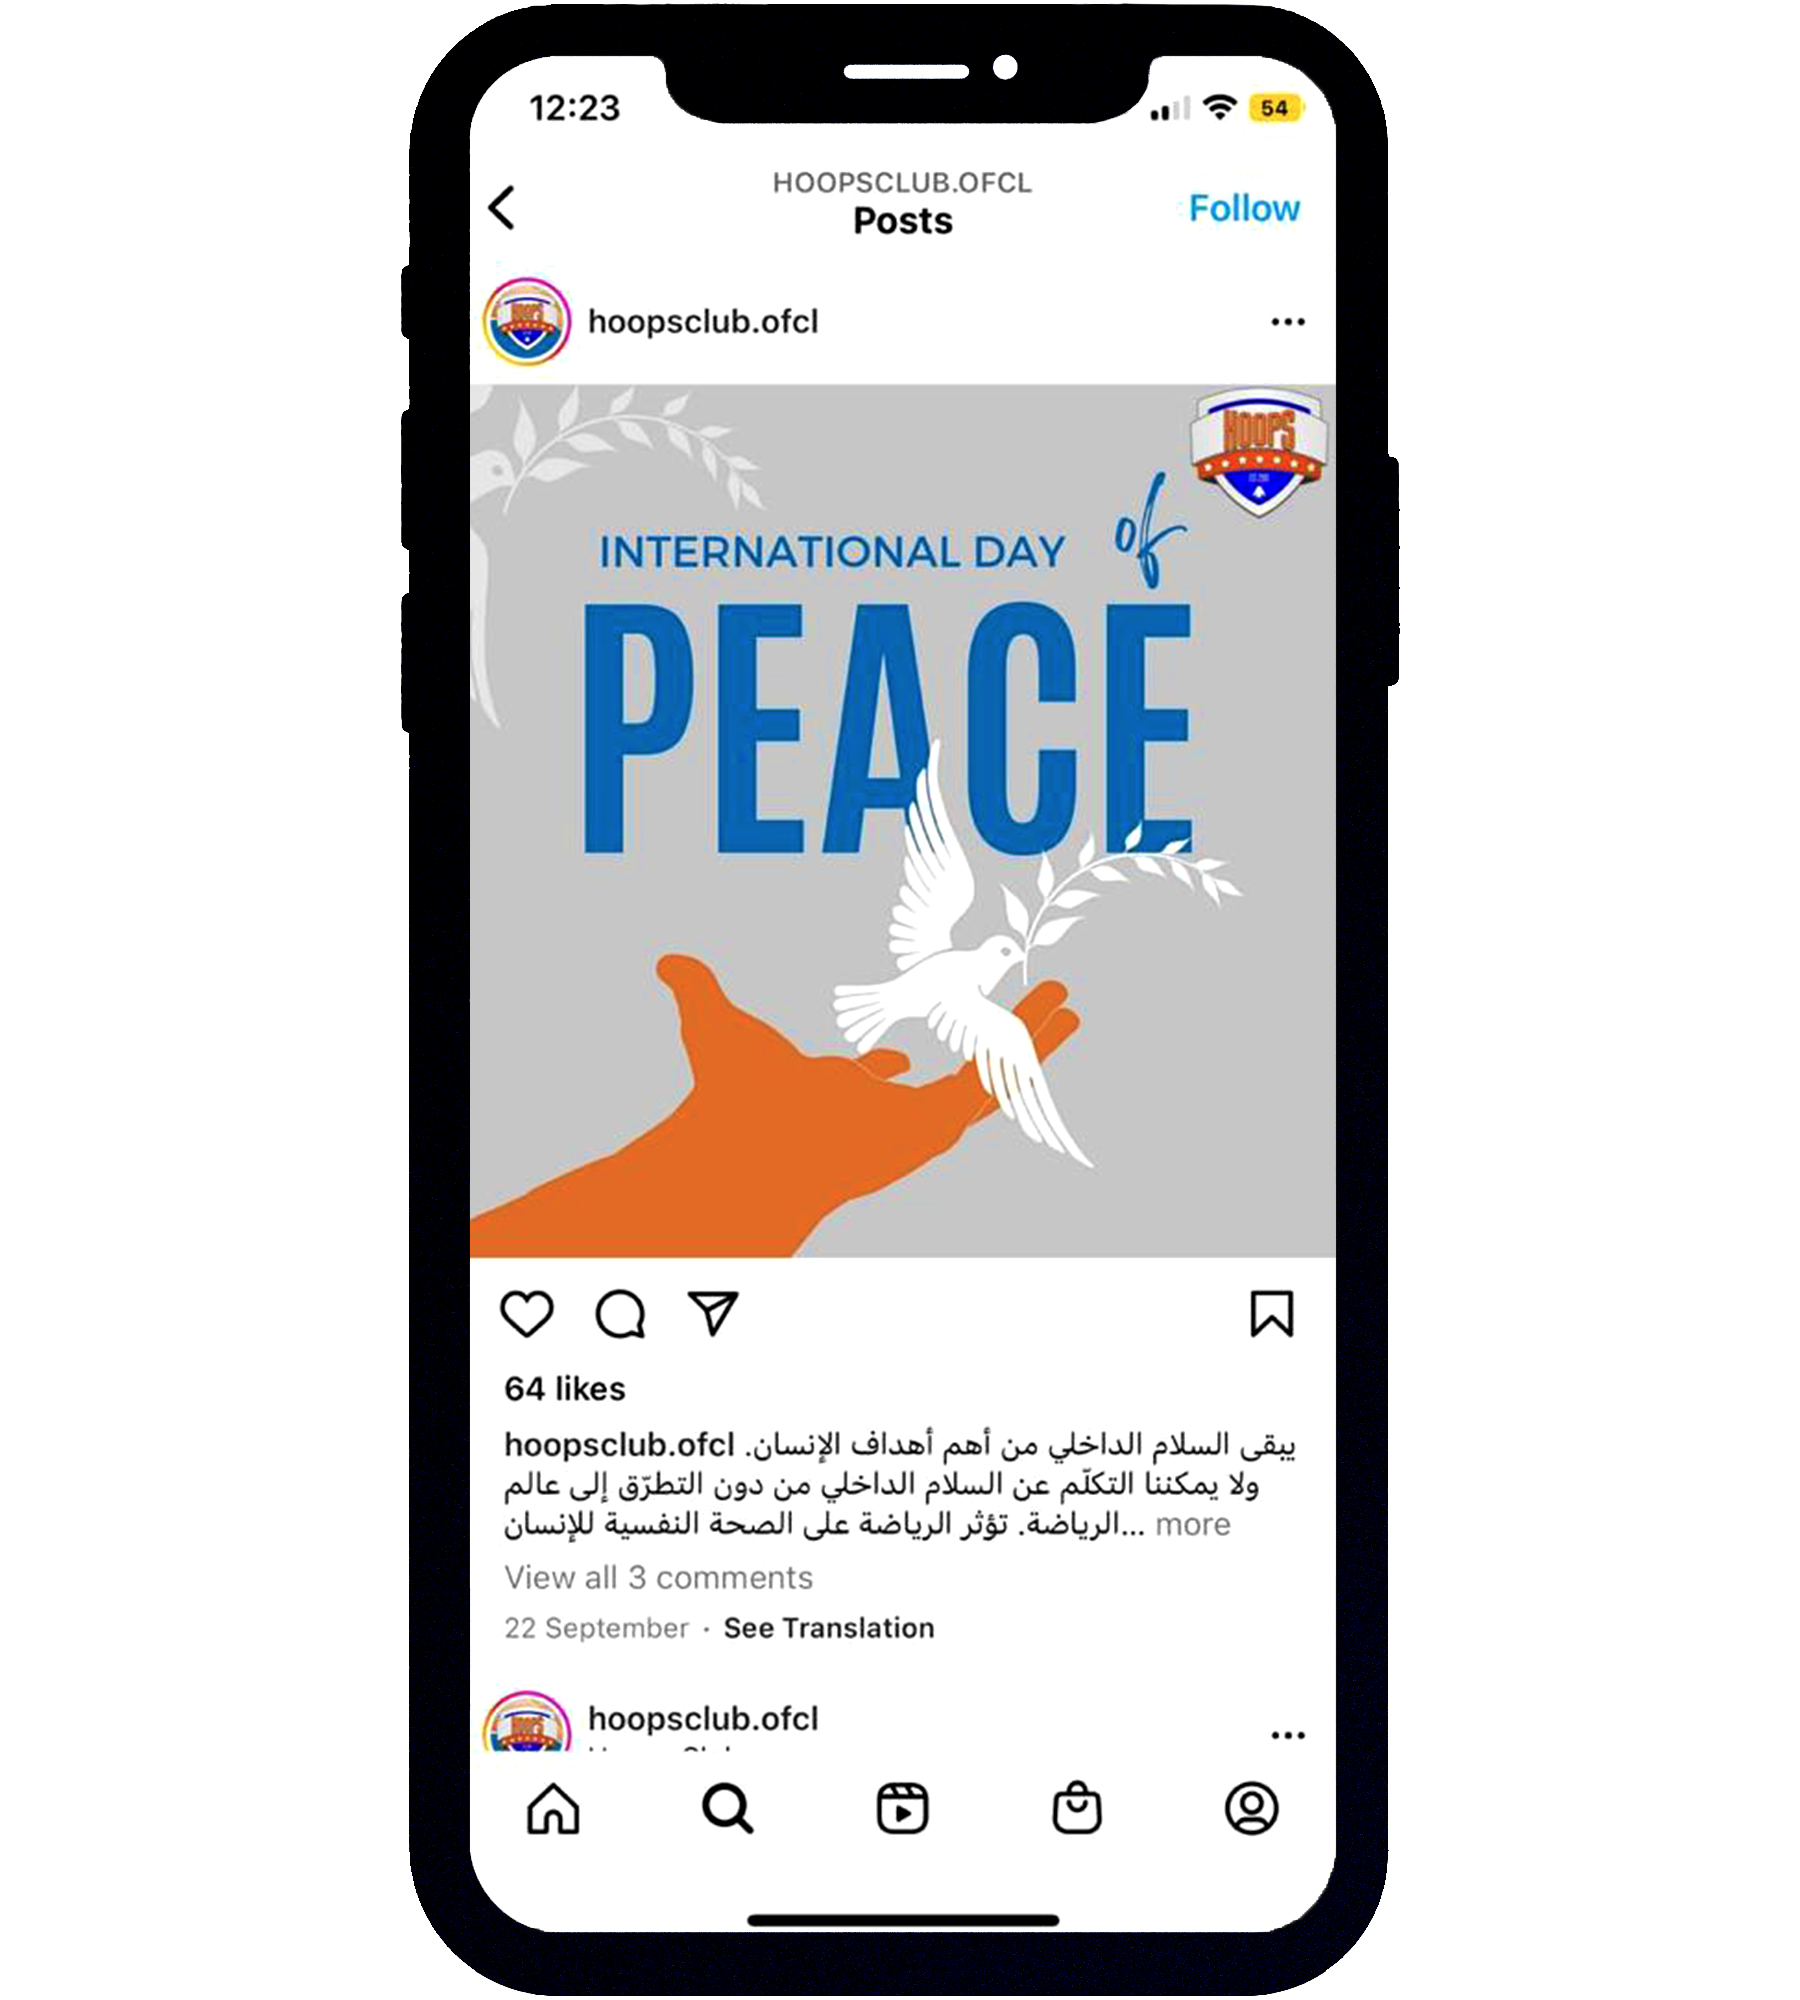 12:23
54
HOOPSCLUB.OFCL
Posts
Follow
hoopsclub.ofcl
HOOPS
INTERNATIONAL DAY of
PEACE
64 likes
hoopsclub.ofcl يبقى السلام الداخلي من أهم أهداف الإنسان.
ولا يمكننا التكلّم عن السلام الداخلي من دون التطرّق إلى عالم
الرياضة. تؤثر الرياضة على الصحة النفسية للإنسان... more
View all 3 comments
22 September · See Translation
hoopsclub.ofcl